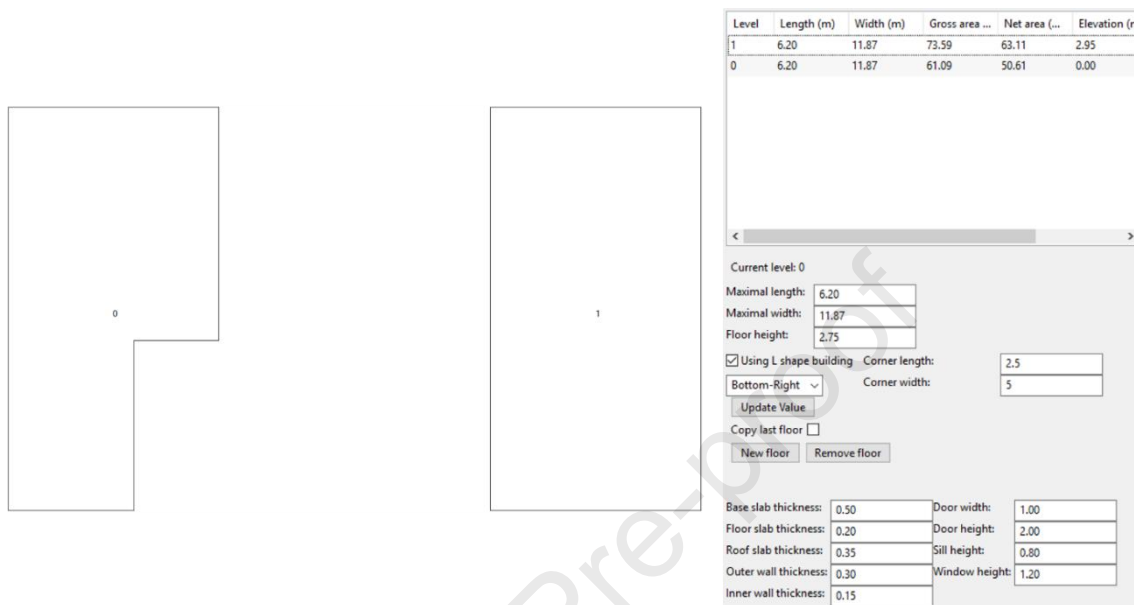 Level Length (m) Width (m) Gross area ... Net area (... Elevation (r
1 6.20 11.87 73.59 63.11 2.95
0 6.20 11.87 61.09 50.61 0.00
0
1
Current level: 0
Maximal length: 6.20
Maximal width: 11.87
Floor height: 2.75
Using L shape building Corner length: 2.5
Bottom-Right Corner width: 5
Update Value
Copy last floor
New floor Remove floor
Base slab thickness: 0.50 Door width: 1.00
Floor slab thickness: 0.20 Door height: 2.00
Roof slab thickness: 0.35 Sill height: 0.80
Outer wall thickness: 0.30 Window height: 1.20
Inner wall thickness: 0.15
Pre-proof